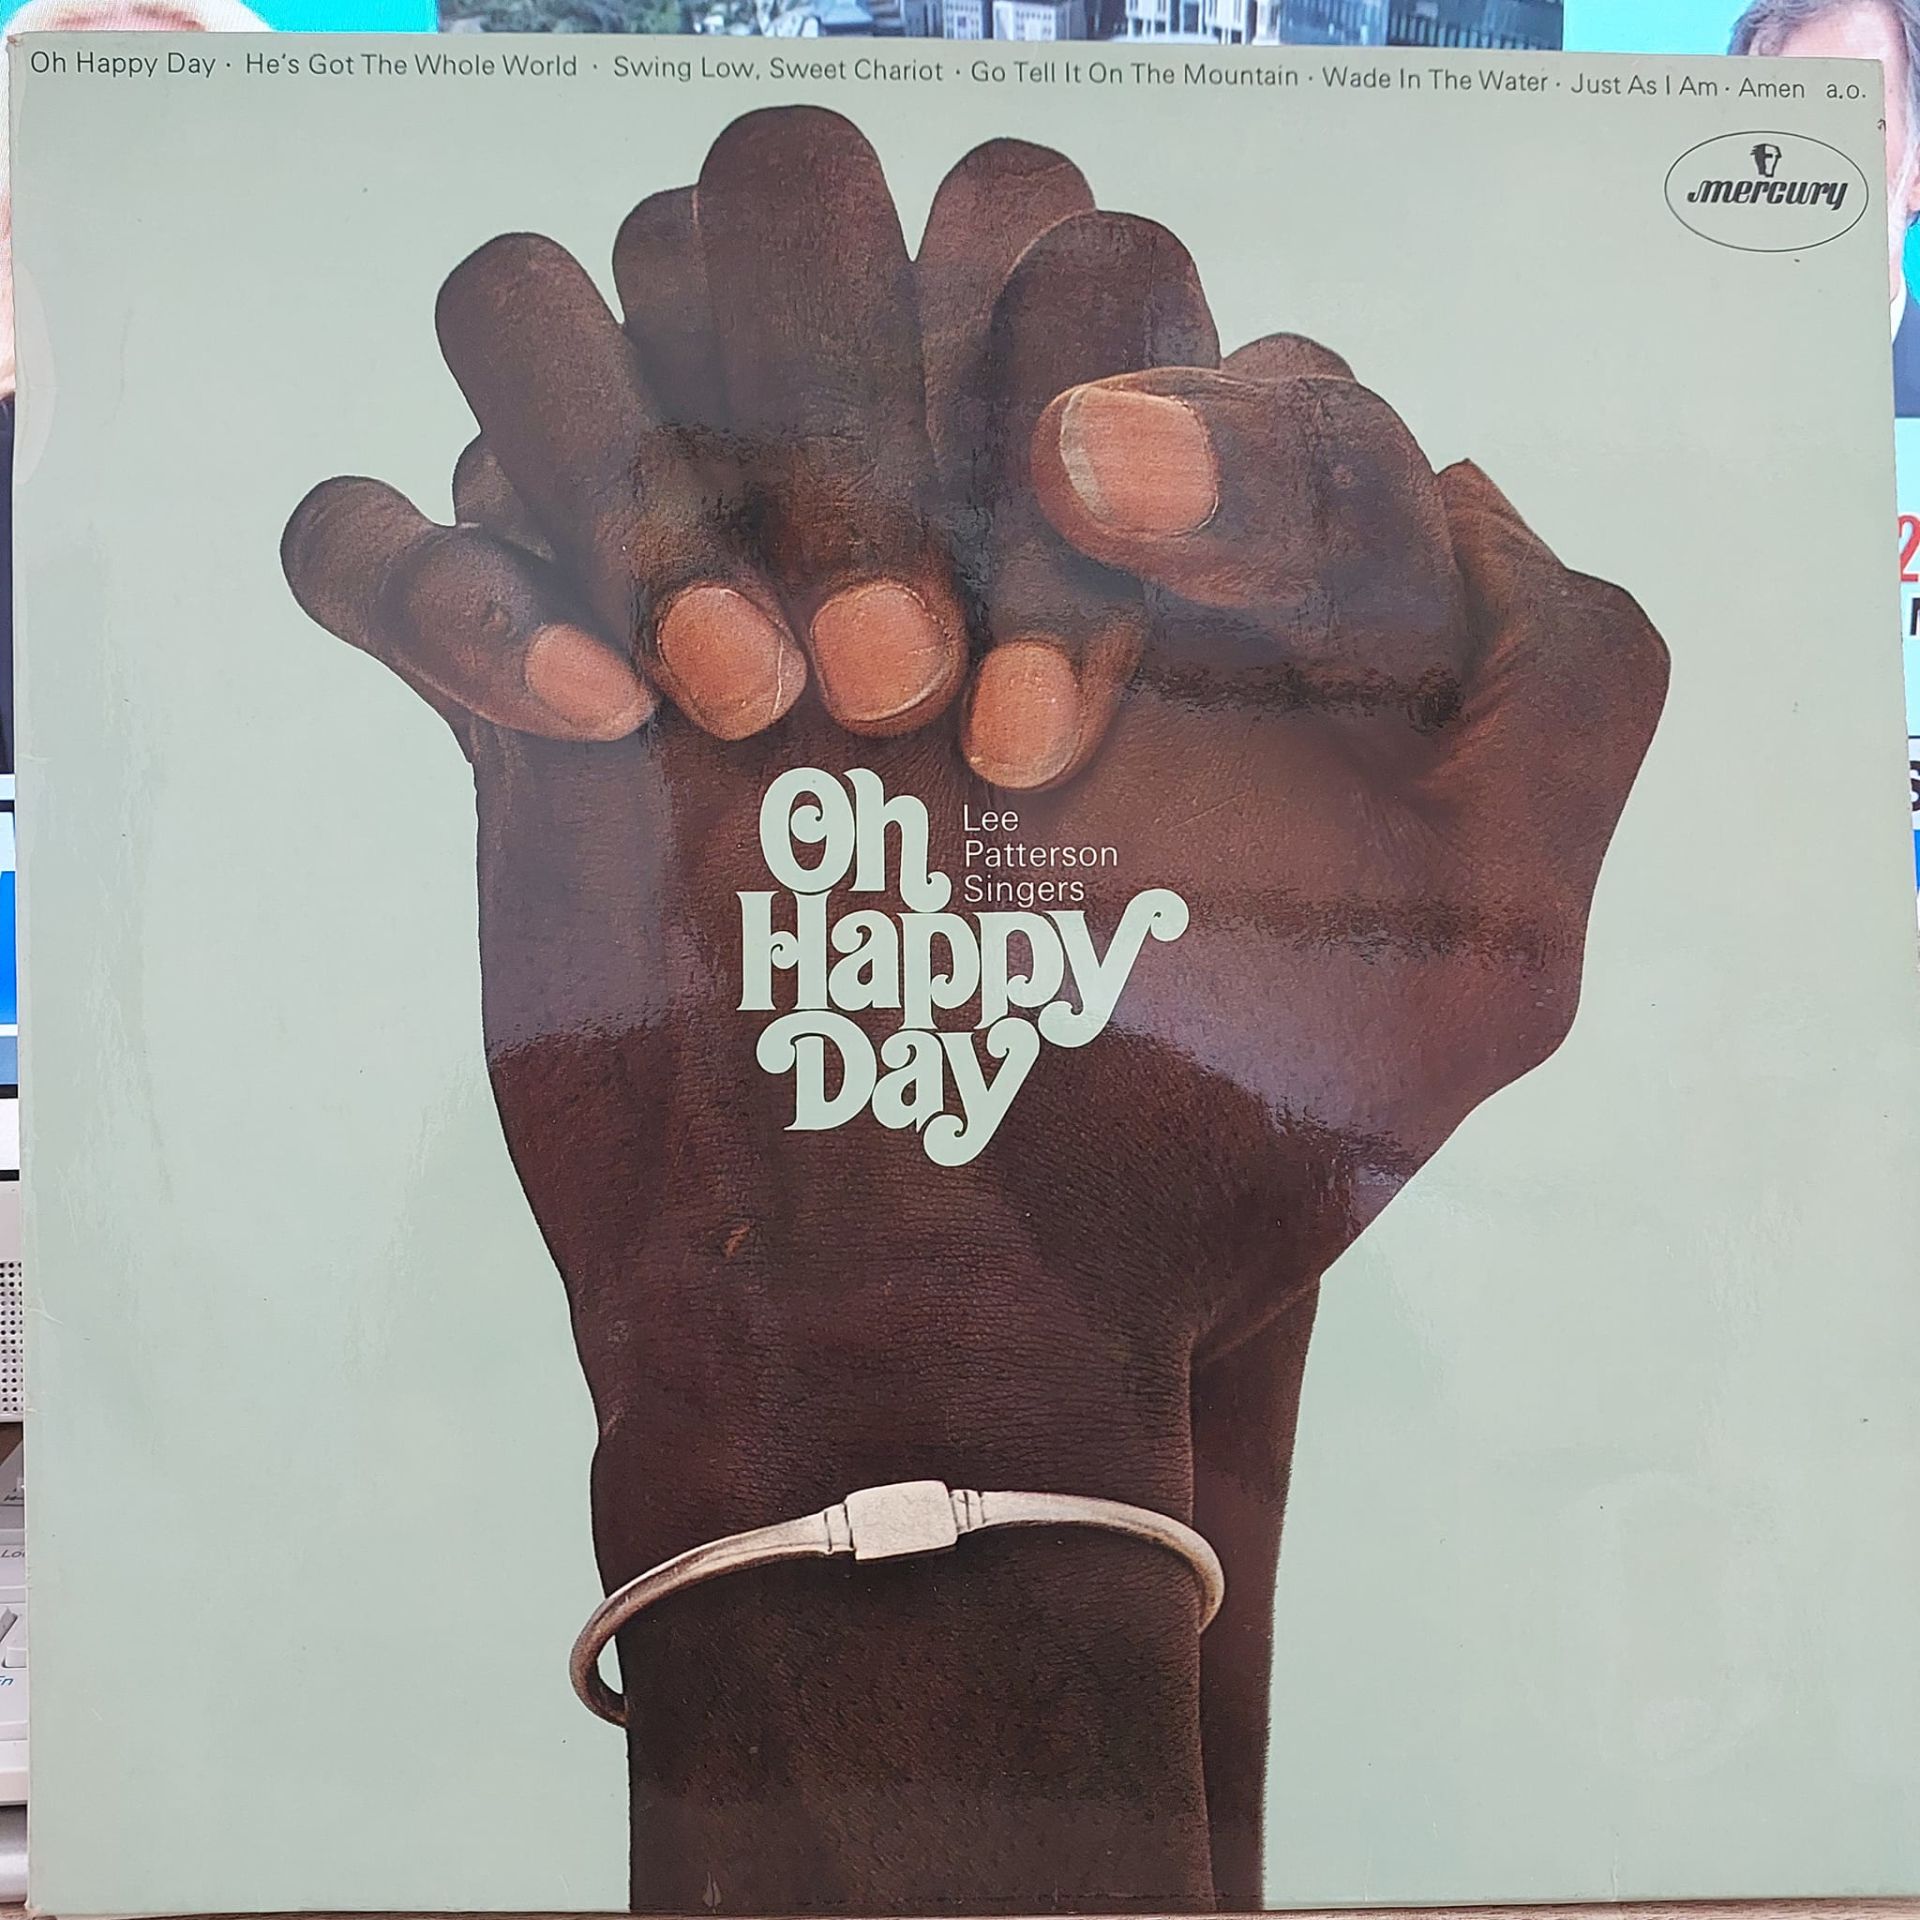 Oh Happy Day · He's Got The Whole World · Swing Low, Sweet Chariot · Go Tell It On The Mountain · Wade In The Water · Just As I Am · Amen a.o.
mercury
Oh
Happy
Day
Lee
Patterson
Singers